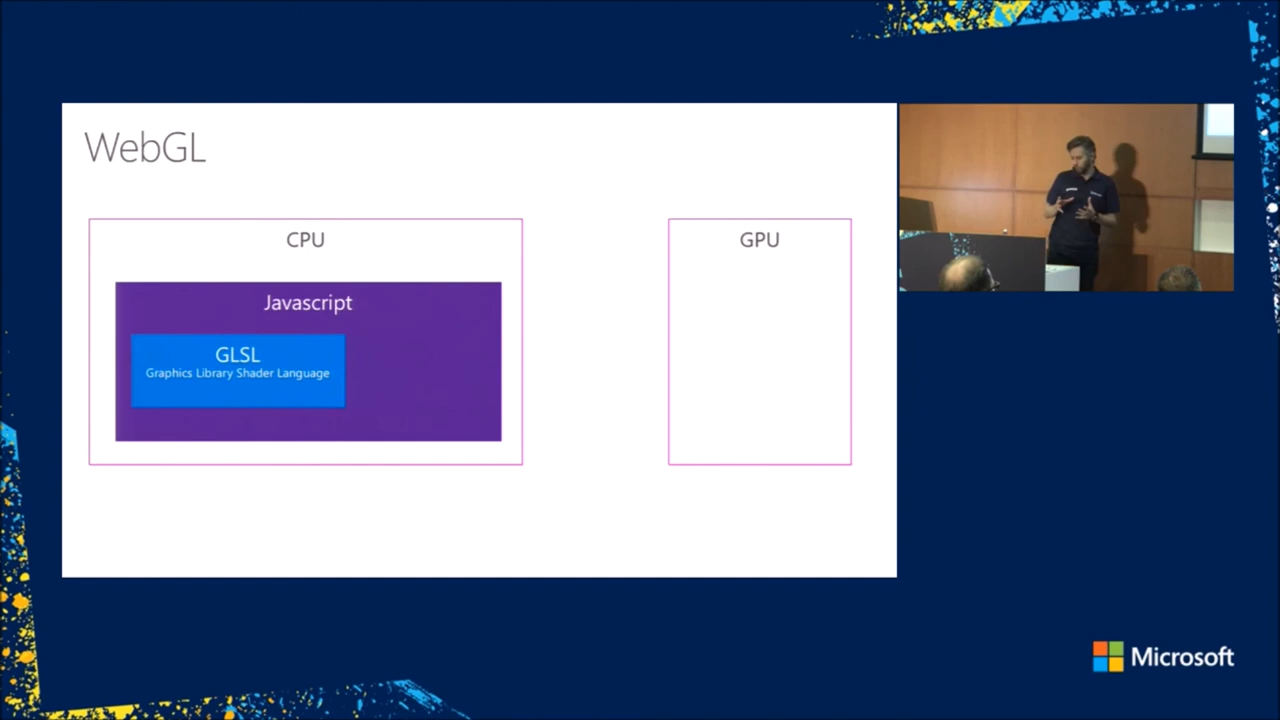 WebGL
CPU
GPU
Javascript
GLSL
Graphics Library Shader Language
Microsoft